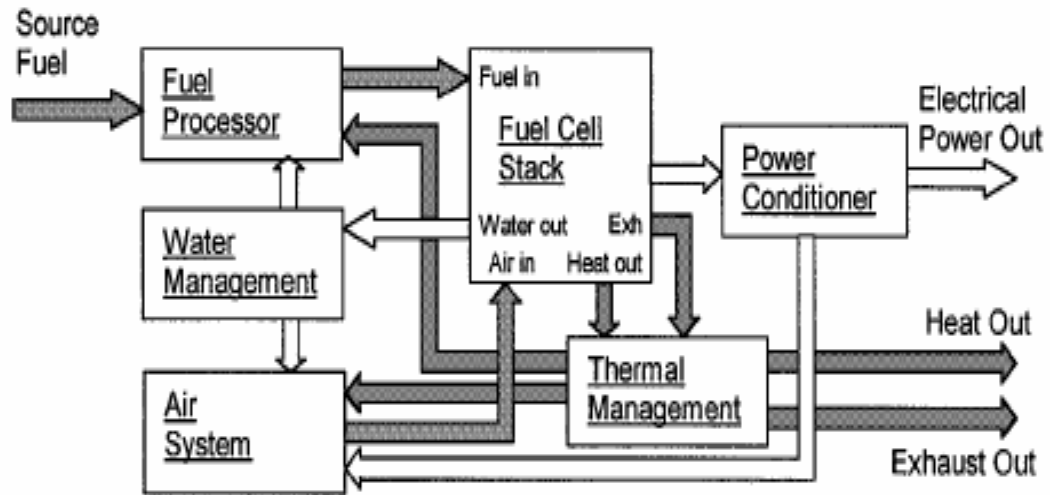 Source
Fuel
Fuel
Processor
Fuel in
Fuel Cell
Stack
Water out
Exh
Air in
Heat out
Electrical
Power Out
Power
Conditioner
Water
Management
Heat Out
Thermal
Management
Air
System
Exhaust Out